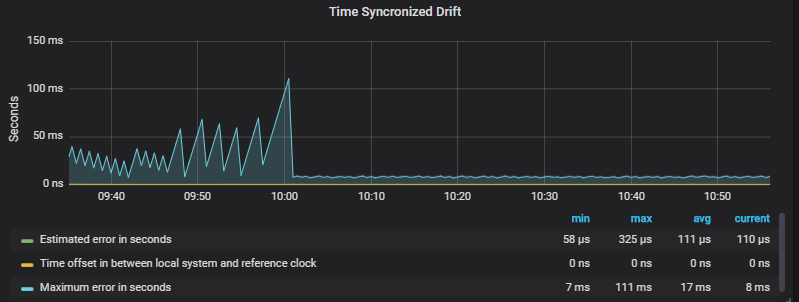 Time Syncronized Drift
Seconds
150 ms
100 ms
50 ms
0 ns
09:40 09:50 10:00 10:10 10:20 10:30 10:40 10:50
min max avg current
Estimated error in seconds 58 µs 325 µs 111 µs 110 µs
Time offset in between local system and reference clock 0 ns 0 ns 0 ns 0 ns
Maximum error in seconds 7 ms 111 ms 17 ms 8 ms